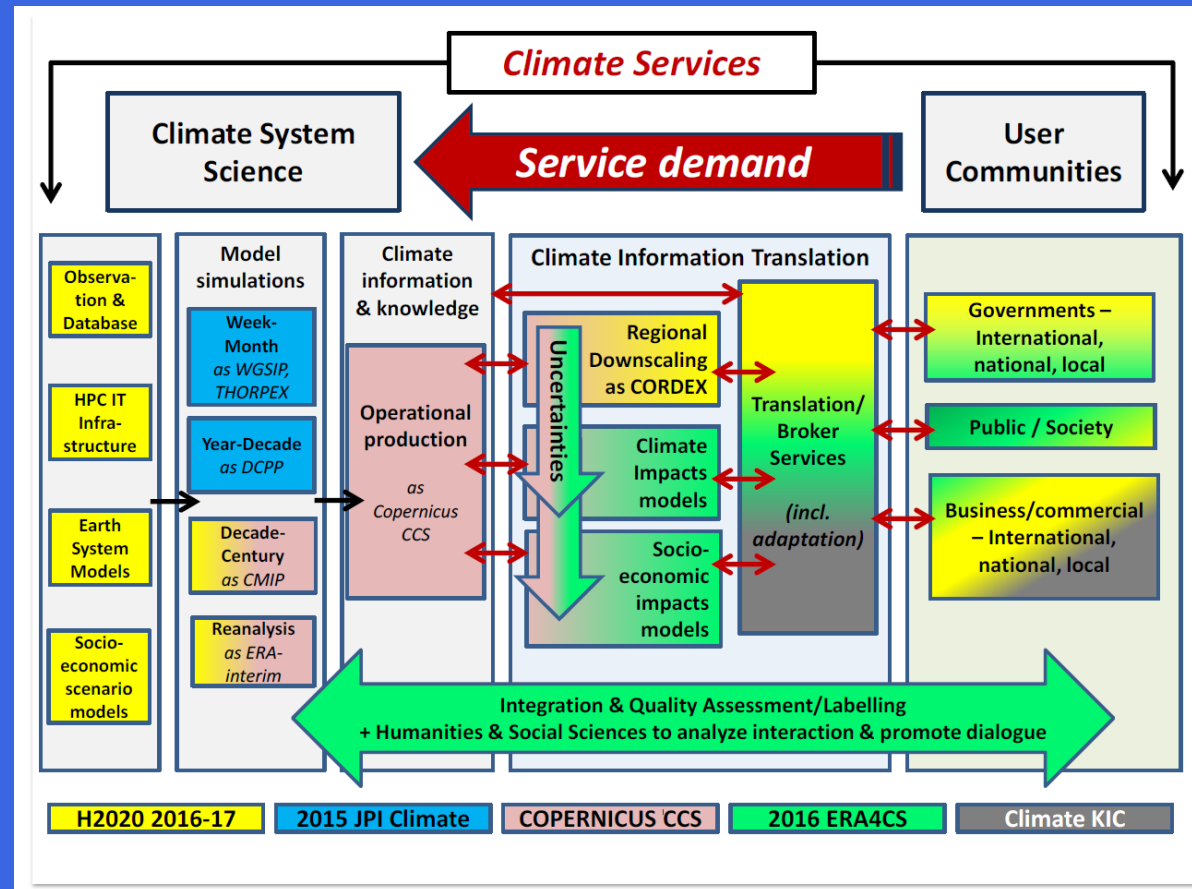 Climate Services
Climate System
Science
Service demand
User
Communities
Observa-
tion &
Database
HPC IT
Infra-
structure
Earth
System
Models
Socio-
economic
scenario
models
Model
simulations
Week-
Month
as WGSIP,
THORPEX
Year-Decade
as DCPP
Decade-
Century
as CMIP
Reanalysis
as ERA-
interim
Climate
information
& knowledge
Operational
production
as
Copernicus
CCS
Climate Information Translation
Uncertainties
Regional
Downscaling
as CORDEX
Climate
Impacts
models
Socio-
economic
impacts
models
Translation/
Broker
Services
(incl.
adaptation)
Governments –
International,
national, local
Public / Society
Business/commercial
– International,
national, local
Integration & Quality Assessment/Labelling
+ Humanities & Social Sciences to analyze interaction & promote dialogue
H2020 2016-17
2015 JPI Climate
COPERNICUS CCS
2016 ERA4CS
Climate KIC